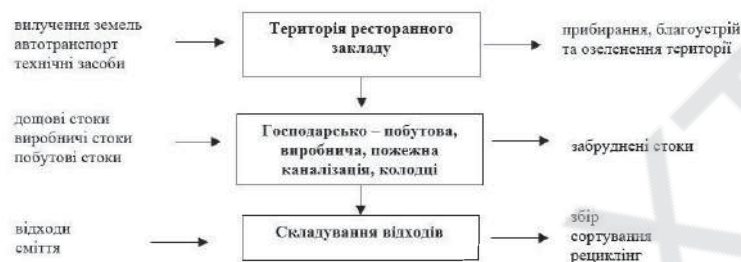 вилучення земель
автотранспорт
технічні засоби
Територія ресторанного
закладу
прибирання, благоустрій
та озеленення території
дощові стоки
виробничі стоки
побутові стоки
Господарсько – побутова,
виробнича, пожежна
каналізація, колодці
забруднені стоки
відходи
сміття
Складування відходів
збір
сортування
рециклінг